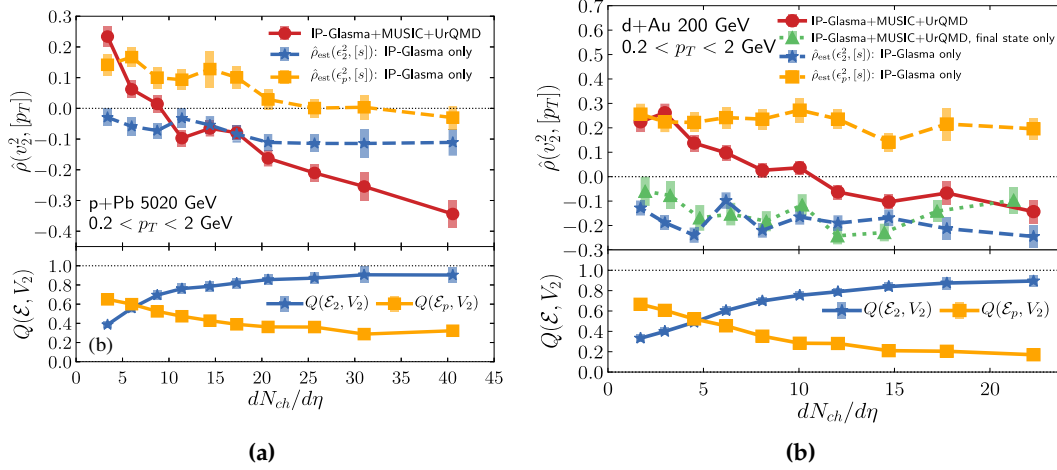 0.4
0.3
0.2
0.1
0.0
−0.1
−0.2
−0.3
−0.4
ρ̂(v₂², [p_T])
IP-Glasma+MUSIC+UrQMD
ρ̂_est(ϵ₂², [s]): IP-Glasma only
ρ̂_est(ϵ_p², [s]): IP-Glasma only
p+Pb 5020 GeV
0.2 < p_T < 2 GeV
1.0
0.8
0.6
0.4
0.2
0.0
Q(ℰ, V₂)
Q(ℰ₂, V₂)
Q(ℰ_p, V₂)
(b)
0 5 10 15 20 25 30 35 40 45
dN_ch/dη
(a)
0.7
0.6
0.5
0.4
0.3
0.2
0.1
0.0
−0.1
−0.2
−0.3
ρ̂(v₂², [p_T])
d+Au 200 GeV
0.2 < p_T < 2 GeV
IP-Glasma+MUSIC+UrQMD
IP-Glasma+MUSIC+UrQMD, final state only
ρ̂_est(ϵ₂², [s]): IP-Glasma only
ρ̂_est(ϵ_p², [s]): IP-Glasma only
1.0
0.8
0.6
0.4
0.2
0.0
Q(ℰ, V₂)
Q(ℰ₂, V₂)
Q(ℰ_p, V₂)
0 5 10 15 20
dN_ch/dη
(b)